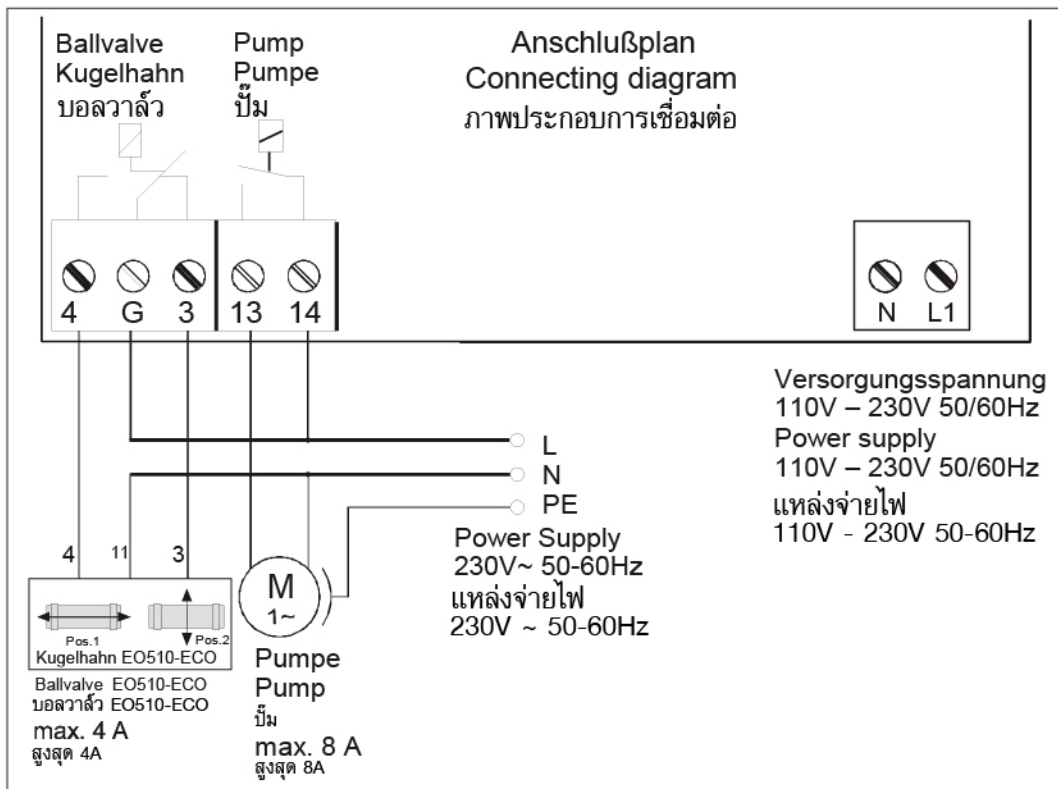 Ballvalve
Kugelhahn
บอลวาล์ว
Pump
Pumpe
ปั๊ม
Anschlußplan
Connecting diagram
ภาพประกอบการเชื่อมต่อ
4 G 3 13 14
N L1
Versorgungsspannung
110V – 230V 50/60Hz
Power supply
110V – 230V 50/60Hz
แหล่งจ่ายไฟ
110V - 230V 50-60Hz
L
N
PE
Power Supply
230V~ 50-60Hz
แหล่งจ่ายไฟ
230V ~ 50-60Hz
4 11 3
Pos.1 Pos.2
Kugelhahn EO510-ECO
Ballvalve EO510-ECO
บอลวาล์ว EO510-ECO
max. 4 A
สูงสุด 4A
M
1~
Pumpe
Pump
ปั๊ม
max. 8 A
สูงสุด 8A